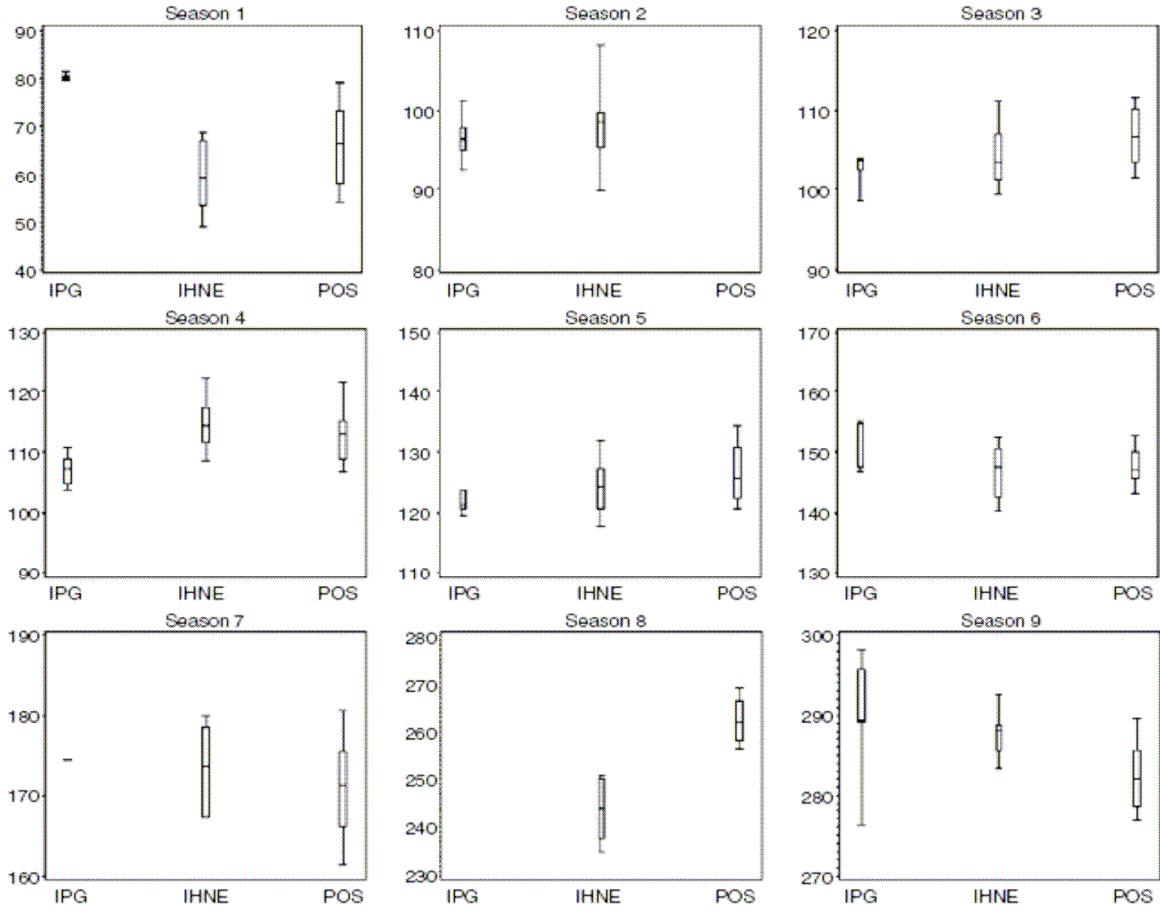 Season 1 Season 2 Season 3
90 110 120
80
70 100 110
60 90 100
50
40 80 90
IPG IHNE POS IPG IHNE POS IPG IHNE POS
Season 4 Season 5 Season 6
130 150 170
120 140 160
110 130 150
100 120 140
90 110 130
IPG IHNE POS IPG IHNE POS IPG IHNE POS
Season 7 Season 8 Season 9
190 280 300
180 270 290
260
170 250 280
240
160 230 270
IPG IHNE POS IPG IHNE POS IPG IHNE POS